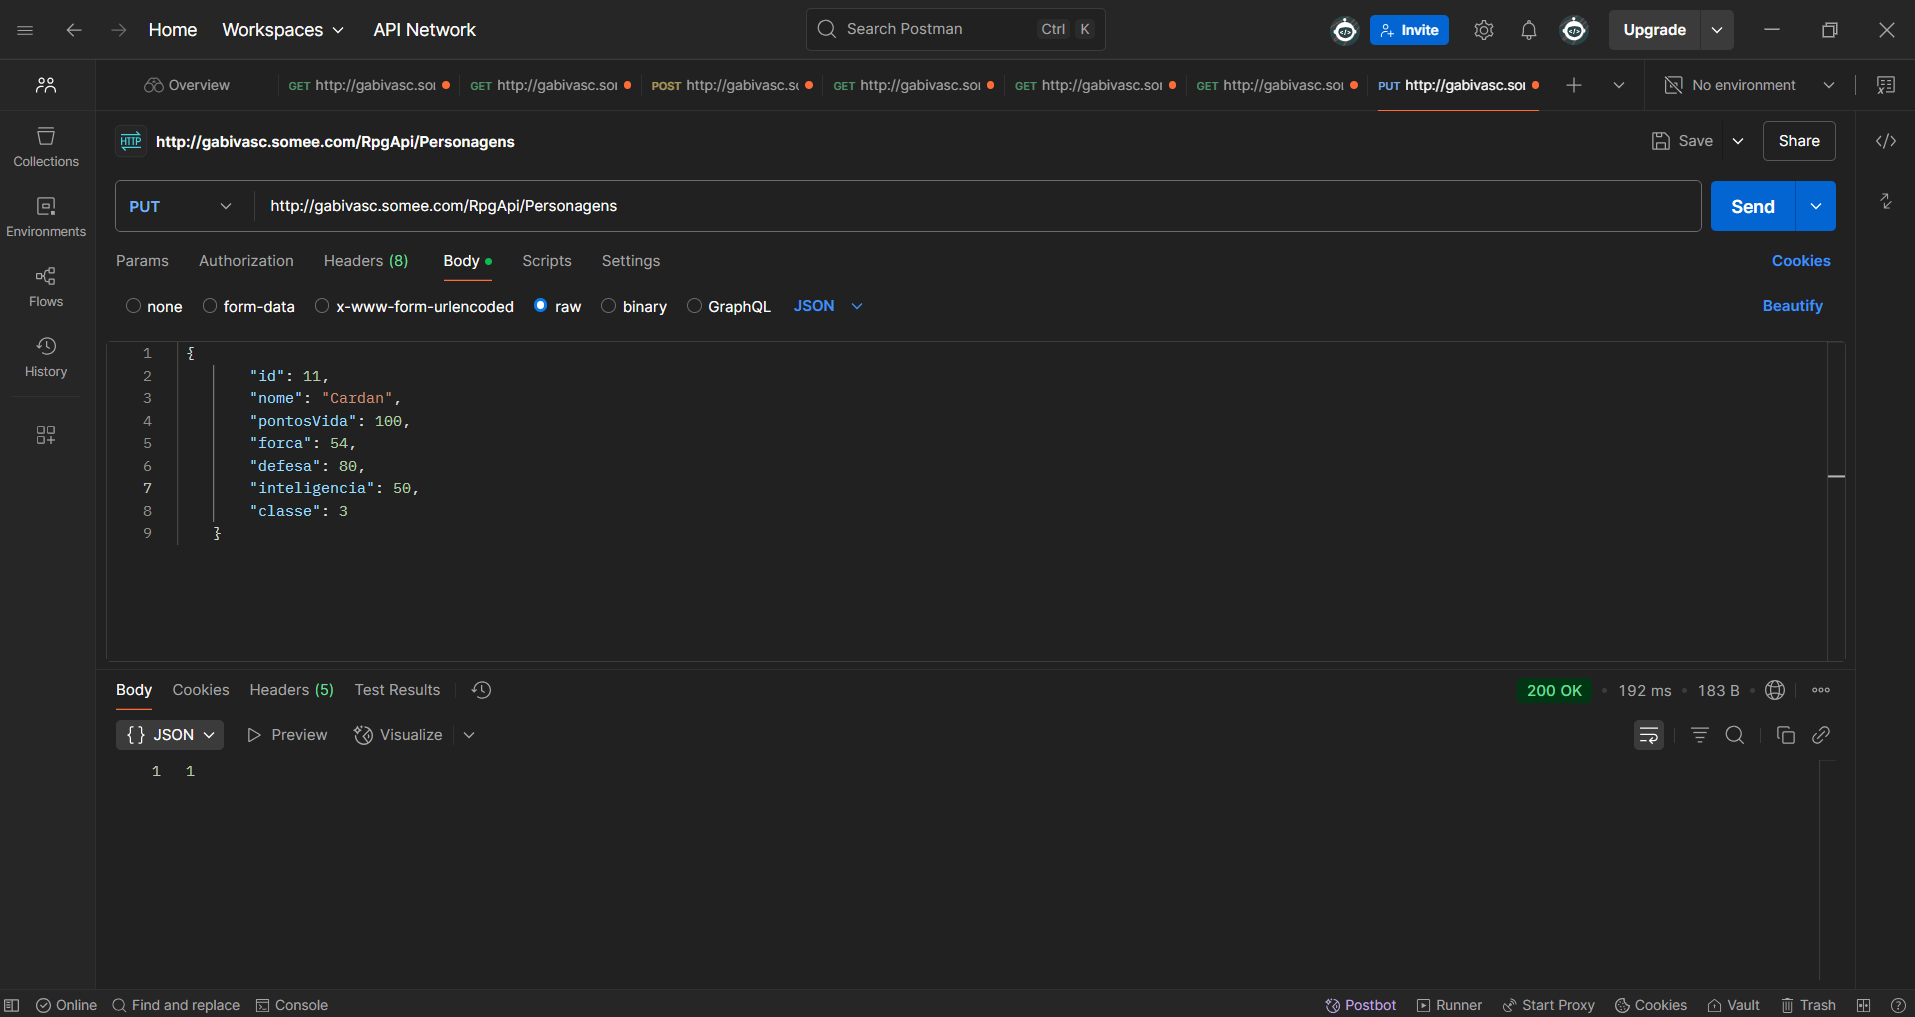 Home Workspaces API Network Search Postman Ctrl K Invite Upgrade
Overview GET http://gabivasc.soı GET http://gabivasc.soı POST http://gabivasc.s GET http://gabivasc.soı GET http://gabivasc.soı GET http://gabivasc.soı PUT http://gabivasc.soı No environment
HTTP http://gabivasc.somee.com/RpgApi/Personagens Save Share
Collections
Environments
Flows
History
PUT http://gabivasc.somee.com/RpgApi/Personagens Send
Params Authorization Headers (8) Body Scripts Settings Cookies
none form-data x-www-form-urlencoded raw binary GraphQL JSON Beautify
1 {
2 "id": 11,
3 "nome": "Cardan",
4 "pontosVida": 100,
5 "forca": 54,
6 "defesa": 80,
7 "inteligencia": 50,
8 "classe": 3
9 }
Body Cookies Headers (5) Test Results 200 OK • 192 ms • 183 B
{} JSON Preview Visualize
1 1
Online Find and replace Console Postbot Runner Start Proxy Cookies Vault Trash